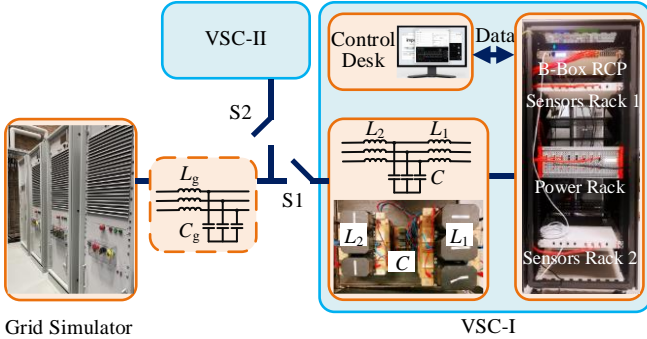 VSC-II
Control
Desk
Data
B-Box RCP
Sensors Rack 1
S2
L2
L1
C
Lg
Cg
S1
Power Rack
L2
L1
C
Sensors Rack 2
Grid Simulator
VSC-I